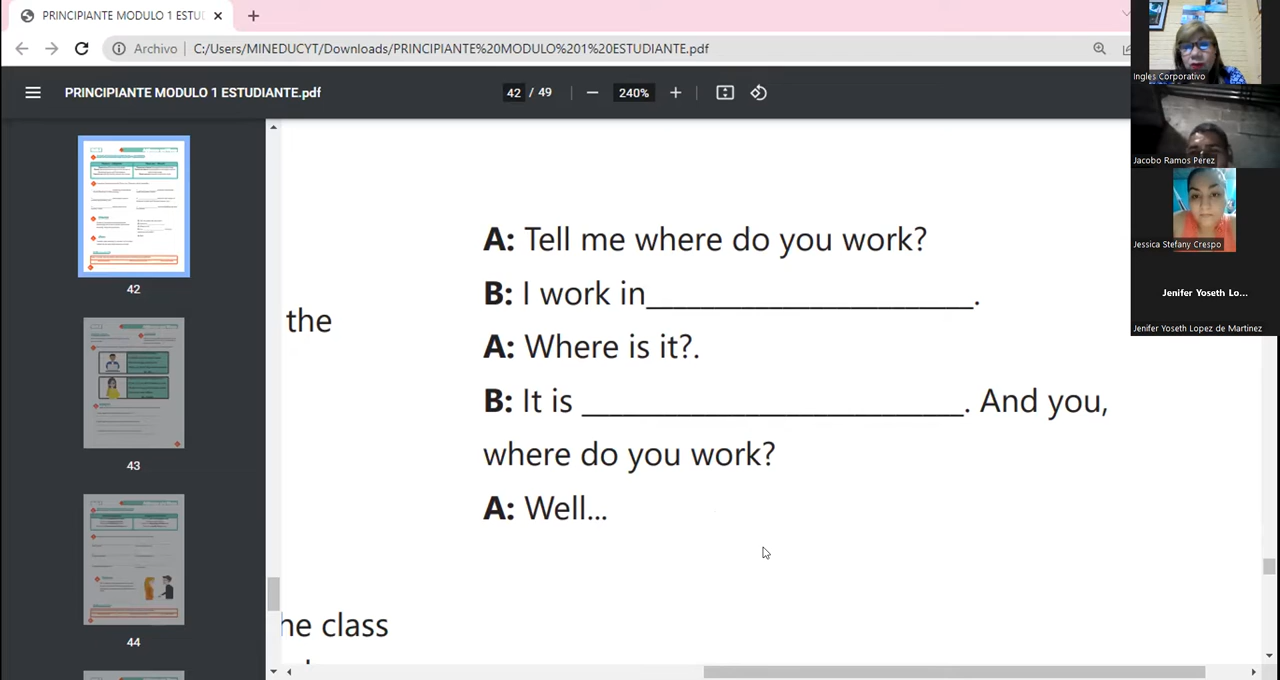 PRINCIPIANTE MODULO 1 ESTU
Archivo
C:/Users/MINEDUCYT/Downloads/PRINCIPIANTE%20MODULO%201%20ESTUDIANTE.pdf
PRINCIPIANTE MODULO 1 ESTUDIANTE.pdf
42 / 49
240%
A: Tell me where do you work?
B: I work in________________________.
the
A: Where is it?.
B: It is ____________________________. And you,
where do you work?
A: Well...
he class
42
43
44
Ingles Corporativo
Jacobo Ramos Perez
Jessica Stefany Crespo
Jenifer Yoseth Lo...
Jenifer Yoseth Lopez de Martinez